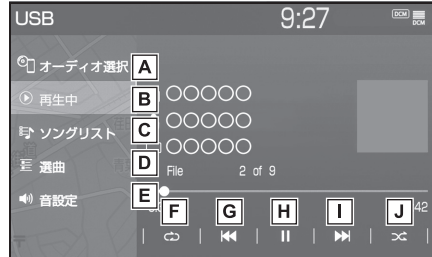 USB 9:27 DCM DCM
オーディオ選択 A
再生中 B ○○○○○
ソングリスト C ○○○○○
選曲 D ○○○○○
File 2 of 9
音設定 E
42
F G H I J